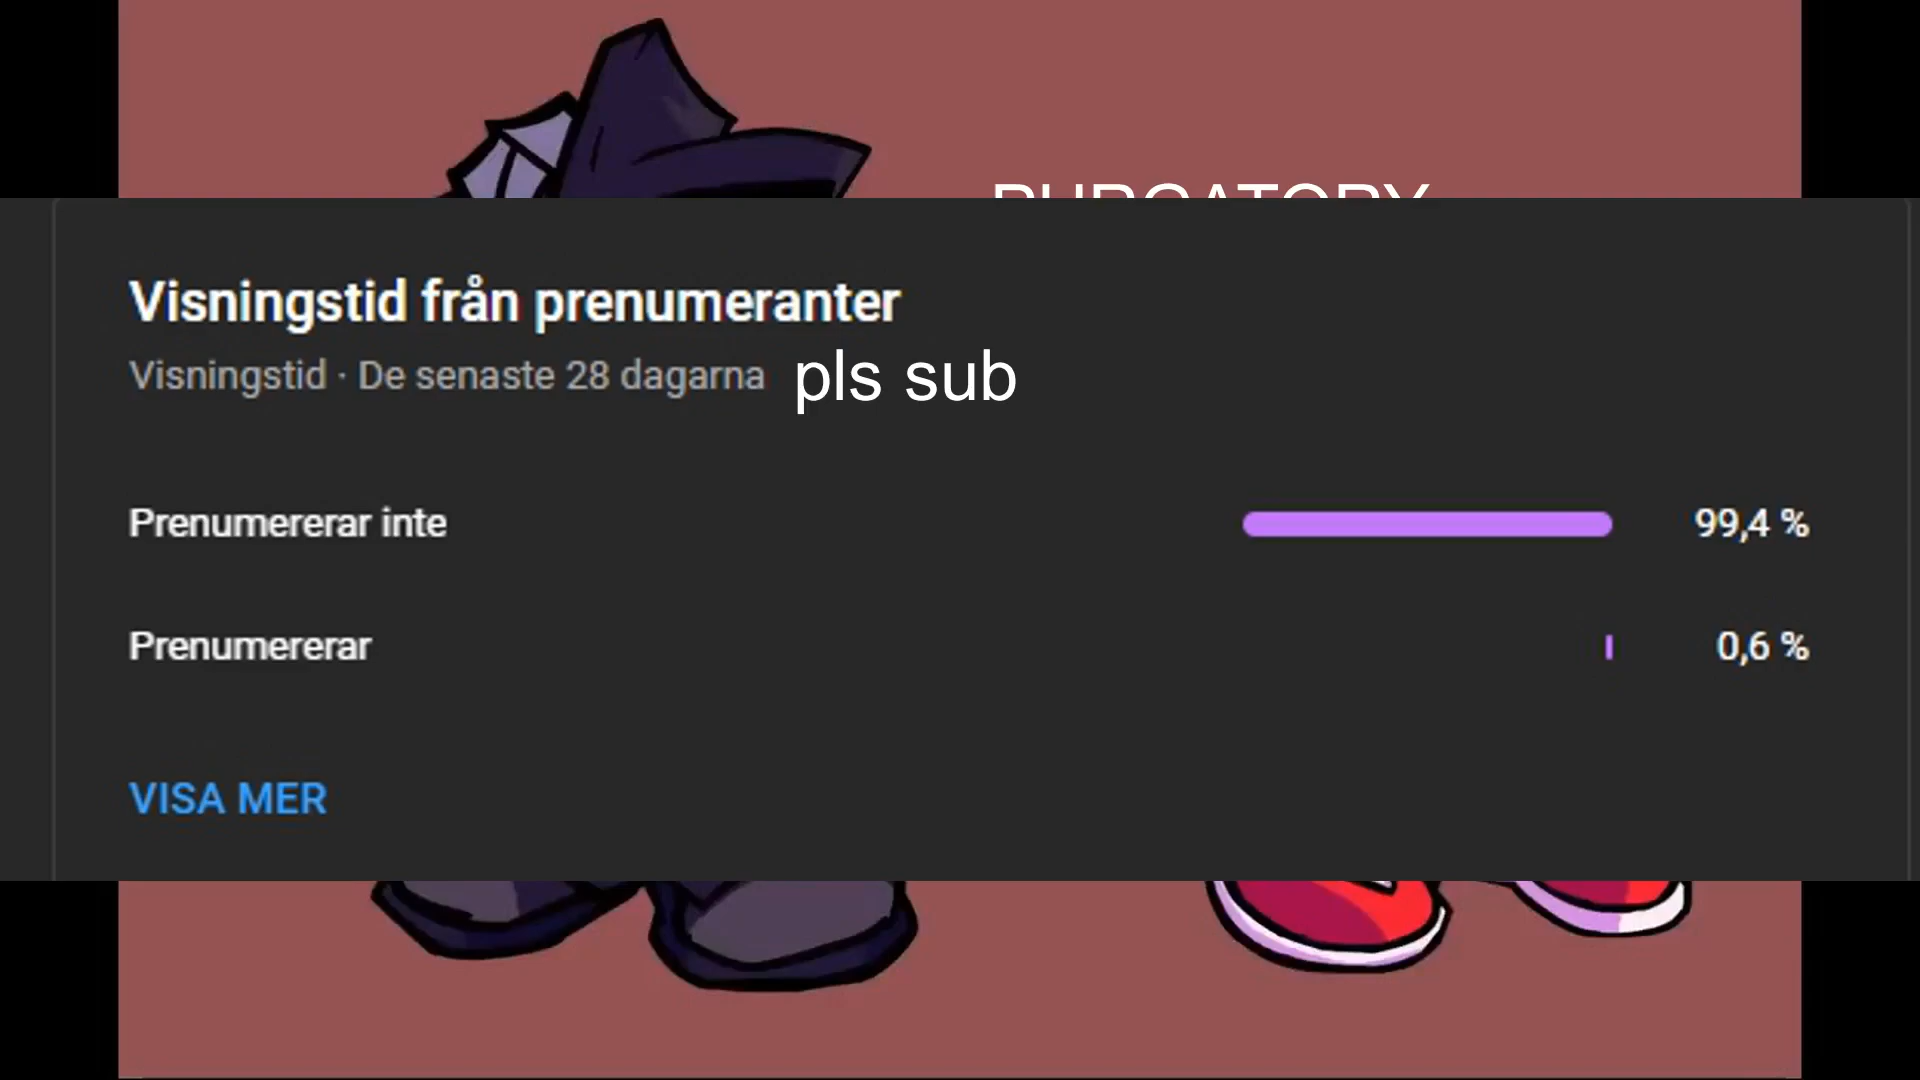 PURGATORY
Visningstid från prenumeranter
Visningstid · De senaste 28 dagarna pls sub
Prenumererar inte 99,4 %
Prenumererar 0,6 %
VISA MER